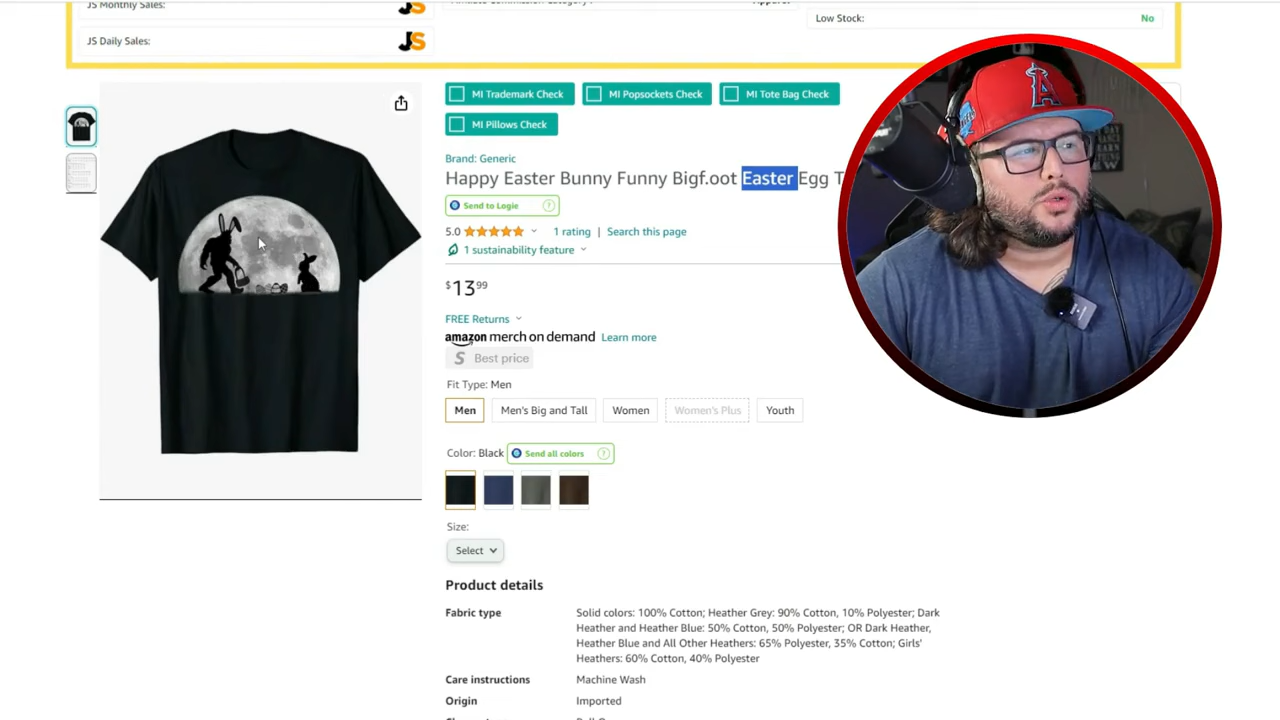 JS Monthly Sales:
JS
Low Stock:
No
JS Daily Sales:
JS
MI Trademark Check
MI Popsockets Check
MI Tote Bag Check
MI Pillows Check
Brand: Generic
Happy Easter Bunny Funny Bigf.oot Easter Egg T
Send to Logie ?
5.0
1 rating | Search this page
1 sustainability feature
$13 99
FREE Returns
amazon merch on demand Learn more
S Best price
Fit Type: Men
Men
Men's Big and Tall
Women
Women's Plus
Youth
Color: Black
Send all colors ?
Size:
Select
Product details
Fabric type
Solid colors: 100% Cotton; Heather Grey: 90% Cotton, 10% Polyester; Dark
Heather and Heather Blue: 50% Cotton, 50% Polyester; OR Dark Heather,
Heather Blue and All Other Heathers: 65% Polyester, 35% Cotton; Girls'
Heathers: 60% Cotton, 40% Polyester
Care instructions
Machine Wash
Origin
Imported
A